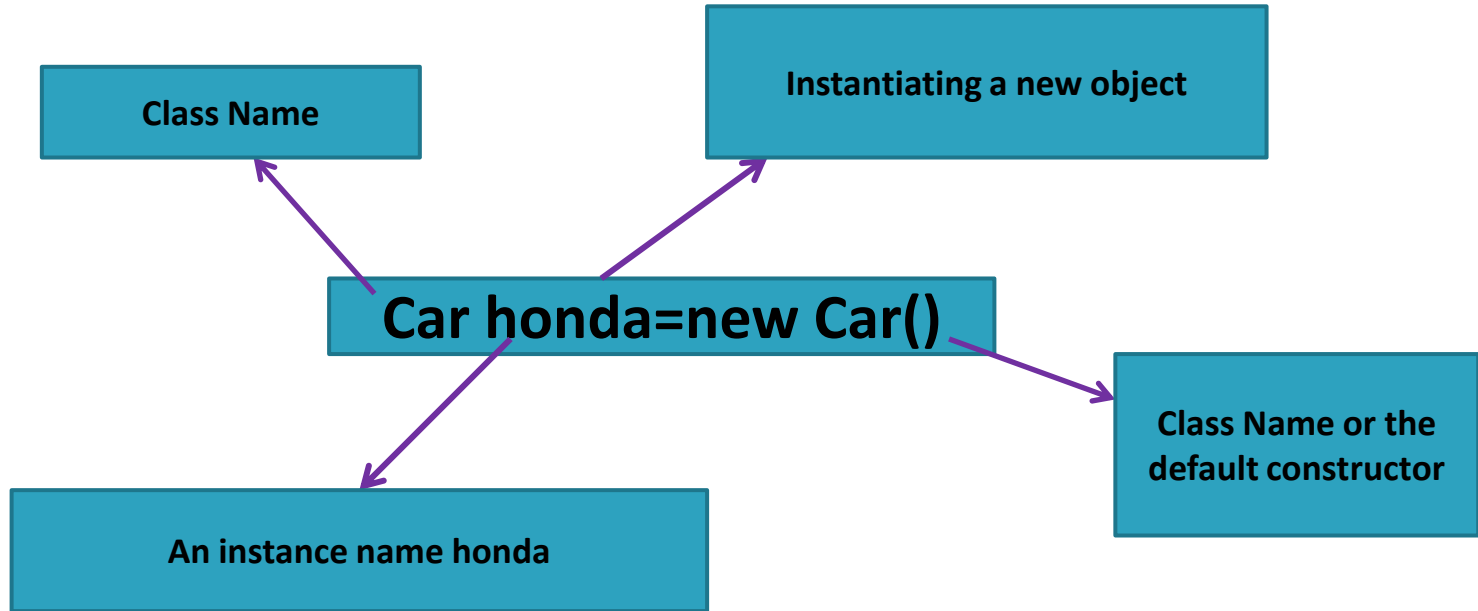 Instantiating a new object
Class Name
Car honda=new Car()
Class Name or the
default constructor
An instance name honda